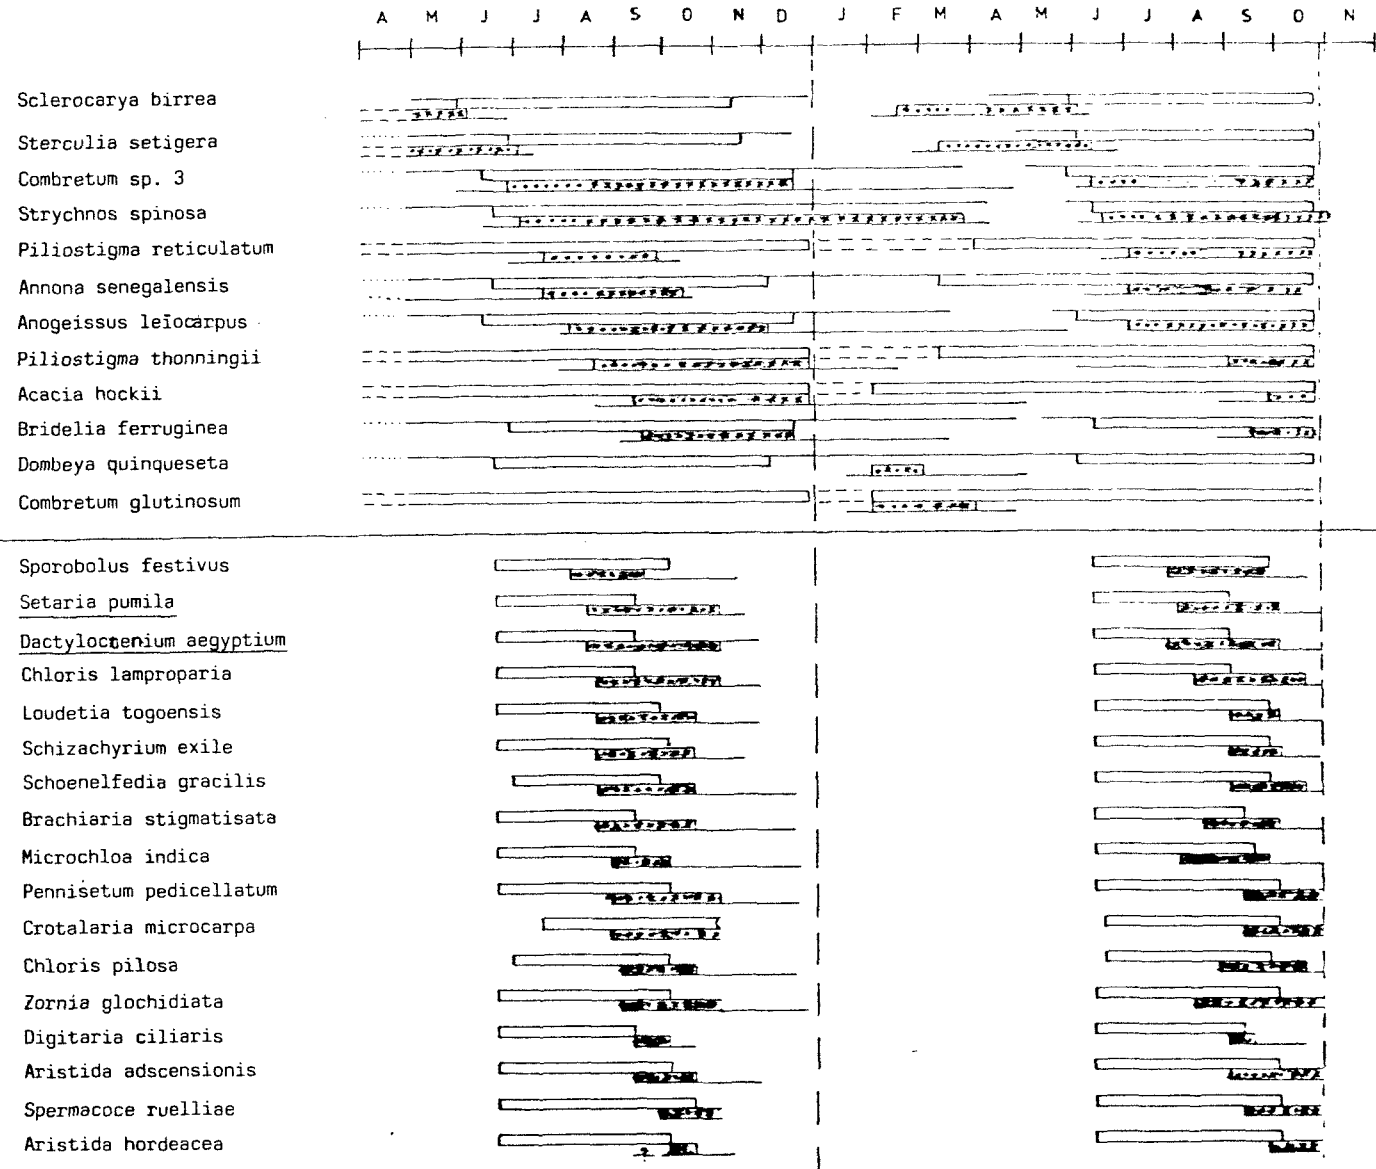 A M J J A S O N D J F M A M J J A S O N
Sclerocarya birrea
Sterculia setigera
Combretum sp. 3
Strychnos spinosa
Piliostigma reticulatum
Annona senegalensis
Anogeissus leiocarpus
Piliostigma thonningii
Acacia hockii
Bridelia ferruginea
Dombeya quinqueseta
Combretum glutinosum
Sporobolus festivus
Setaria pumila
Dactyloctenium aegyptium
Chloris lamproparia
Loudetia togoensis
Schizachyrium exile
Schoenelfedia gracilis
Brachiaria stigmatisata
Microchloa indica
Pennisetum pedicellatum
Crotalaria microcarpa
Chloris pilosa
Zornia glochidiata
Digitaria ciliaris
Aristida adscensionis
Spermacoce ruelliae
Aristida hordeacea
?